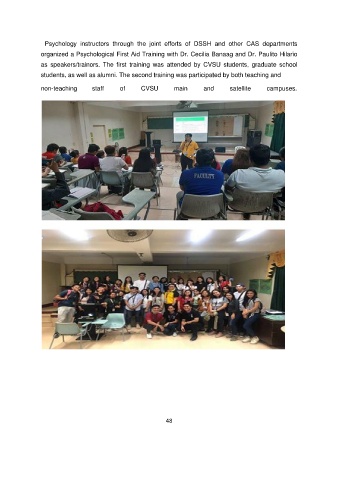 Psychology instructors through the joint efforts of DSSH and other CAS departments
organized a Psychological First Aid Training with Dr. Cecilia Banaag and Dr. Paulito Hilario
as speakers/trainors. The first training was attended by CVSU students, graduate school
students, as well as alumni. The second training was participated by both teaching and
non-teaching staff of CVSU main and satellite campuses.
48